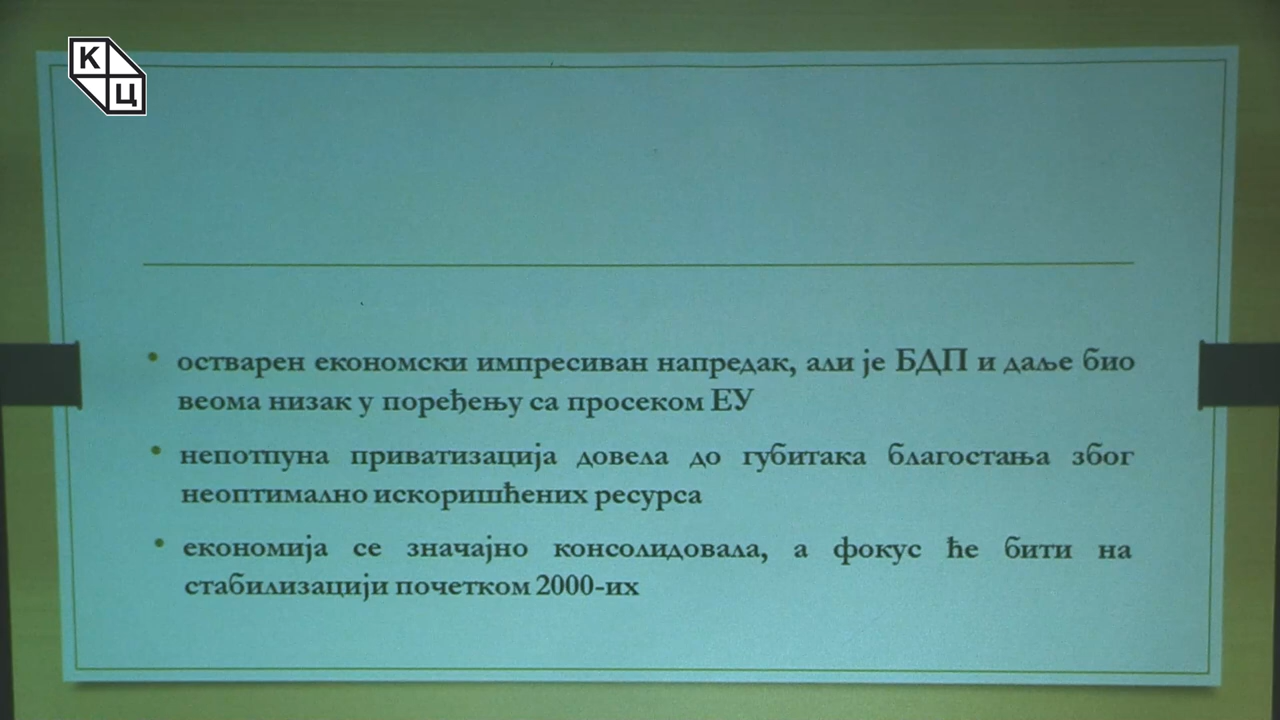 К
Ц
остварен економски импресиван напредак, али је БДП и даље био
веома низак у поређењу са просеком ЕУ
непотпуна приватизација довела до губитака благостања због
неоптимално искоришћених ресурса
економија се значајно консолидовала, а фокус ће бити на
стабилизацији почетком 2000-их